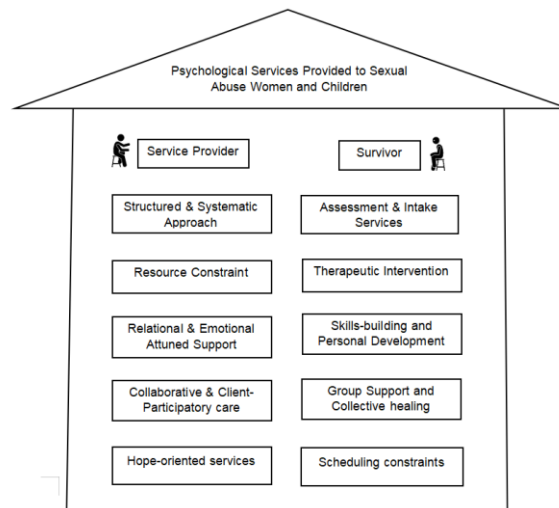 Psychological Services Provided to Sexual
Abuse Women and Children
Service Provider
Survivor
Structured & Systematic
Approach
Assessment & Intake
Services
Resource Constraint
Therapeutic Intervention
Relational & Emotional
Attuned Support
Skills-building and
Personal Development
Collaborative & Client-
Participatory care
Group Support and
Collective healing
Hope-oriented services
Scheduling constraints